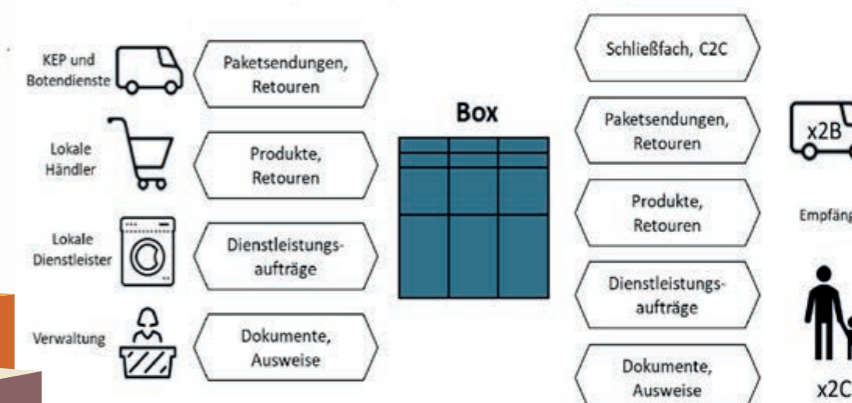 KEP und
Botendienste
Paketsendungen,
Retouren
Lokale
Händler
Produkte,
Retouren
Lokale
Dienstleister
Dienstleistungs-
aufträge
Verwaltung
Dokumente,
Ausweise
Box
Schließfach, C2C
Paketsendungen,
Retouren
Produkte,
Retouren
Dienstleistungs-
aufträge
Dokumente,
Ausweise
x2B
Empfäng
x2C